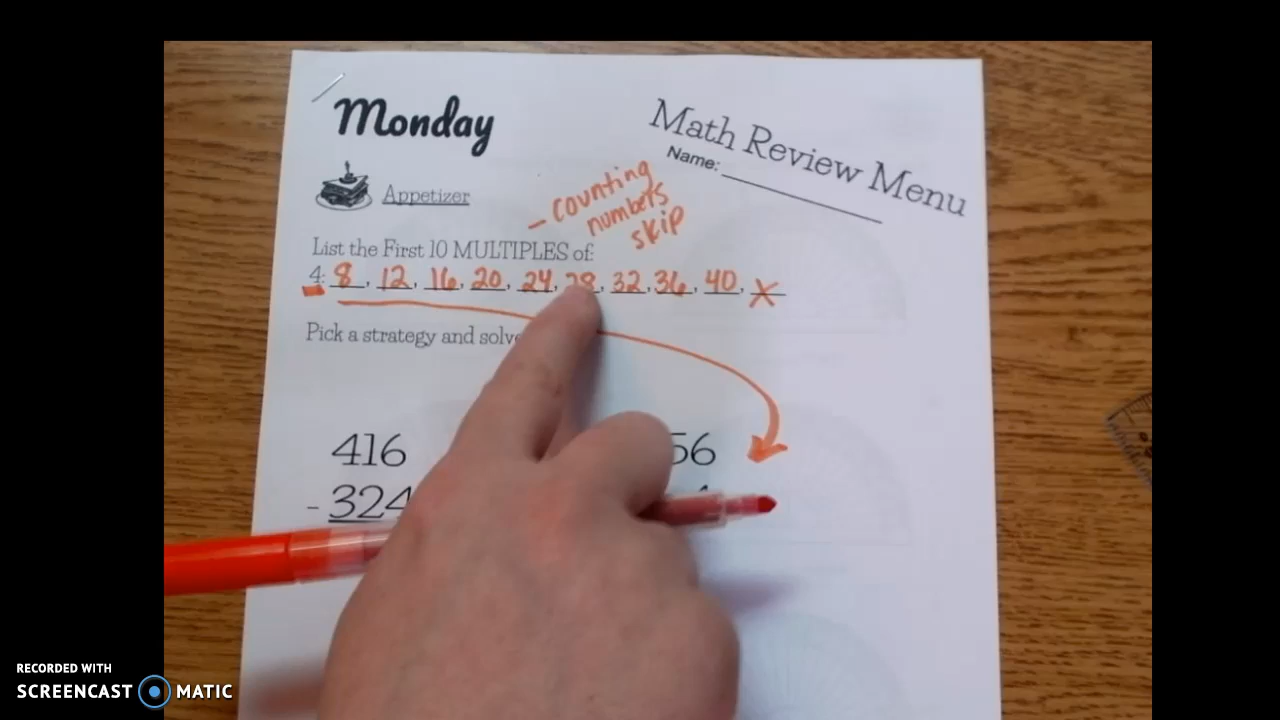 Monday
Math Review Menu
Name:
Appetizer
- counting
numbers
skip
List the First 10 MULTIPLES of:
4: 8, 12, 16, 20, 24, 28, 32, 36, 40, X
Pick a strategy and solve
416
56
- 324
RECORDED WITH
SCREENCAST MATIC